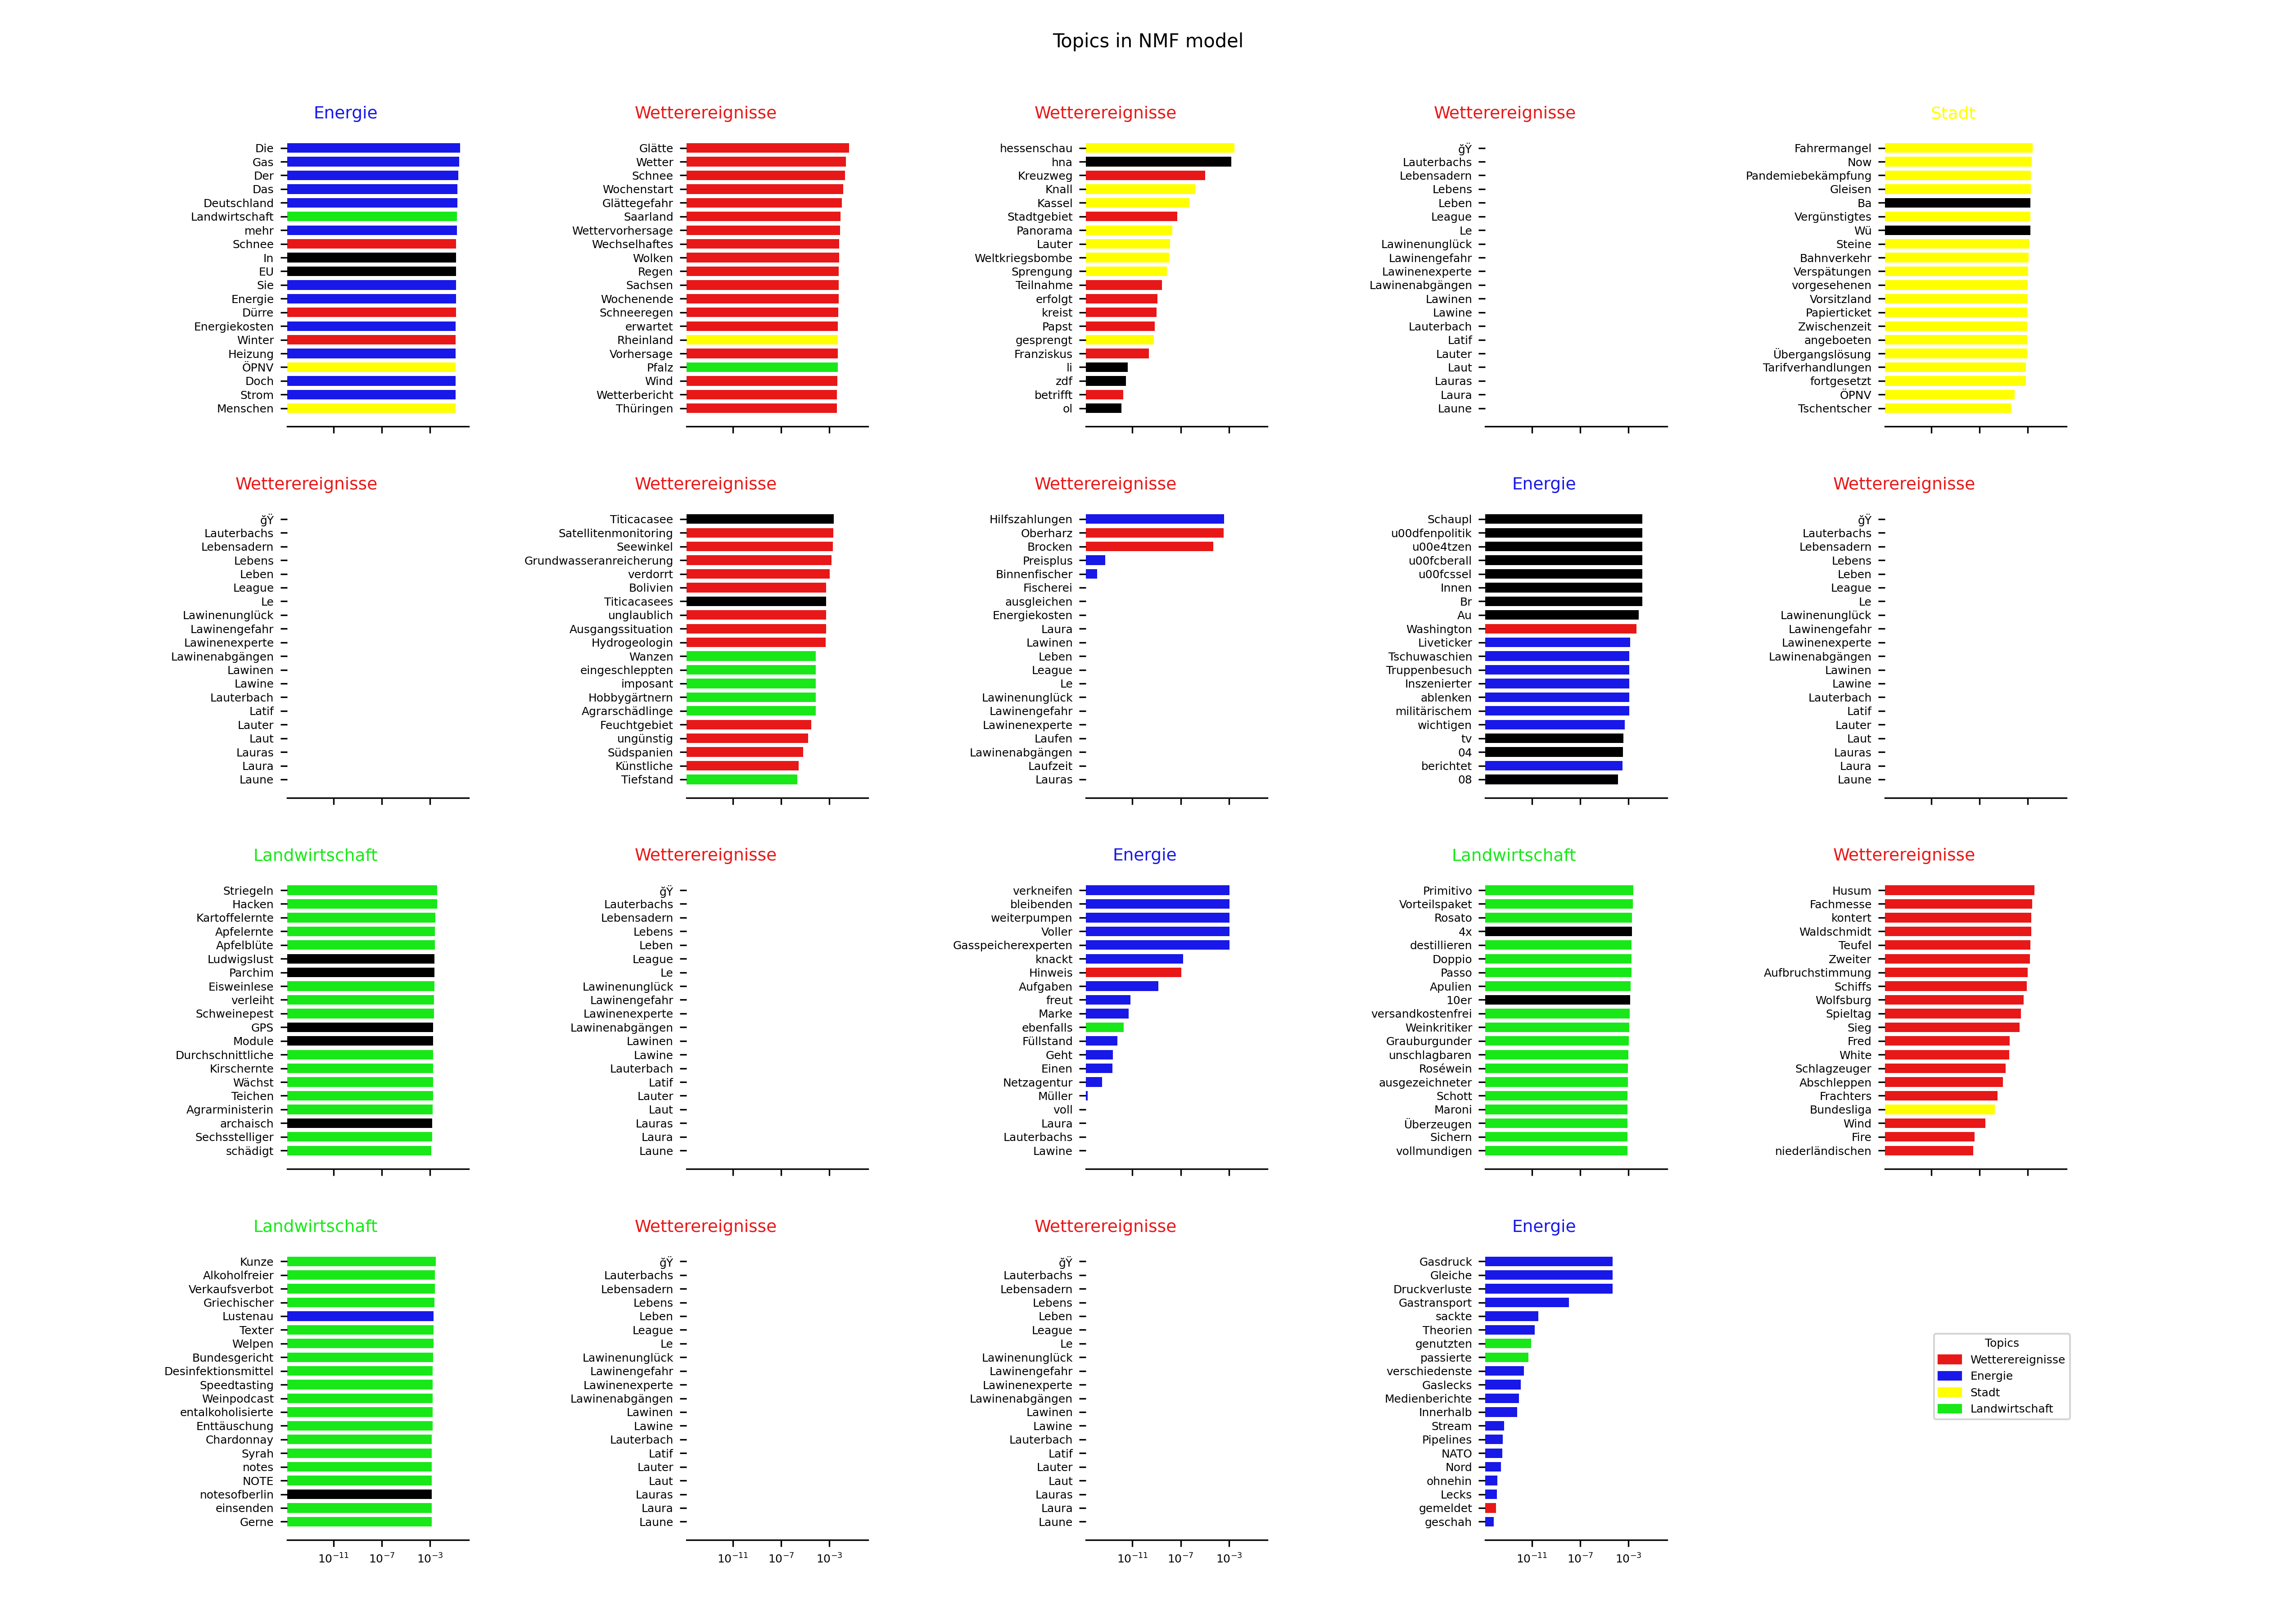 Topics in NMF model
Energie
Die
Gas
Der
Das
Deutschland
Landwirtschaft
mehr
Schnee
In
EU
Sie
Energie
Dürre
Energiekosten
Winter
Heizung
ÖPNV
Doch
Strom
Menschen
Wetterereignisse
Glätte
Wetter
Schnee
Wochenstart
Glättegefahr
Saarland
Wettervorhersage
Wechselhaftes
Wolken
Regen
Sachsen
Wochenende
Schneeregen
erwartet
Rheinland
Vorhersage
Pfalz
Wind
Wetterbericht
Thüringen
Wetterereignisse
hessenschau
hna
Kreuzweg
Knall
Kassel
Stadtgebiet
Panorama
Lauter
Weltkriegsbombe
Sprengung
Teilnahme
erfolgt
kreist
Papst
gesprengt
Franziskus
li
zdf
betrifft
ol
Wetterereignisse
ğŸ
Lauterbachs
Lebensadern
Lebens
Leben
League
Le
Lawinenunglück
Lawinengefahr
Lawinenexperte
Lawinenabgängen
Lawinen
Lawine
Lauterbach
Latif
Lauter
Laut
Lauras
Laura
Laune
Stadt
Fahrermangel
Now
Pandemiebekämpfung
Gleisen
Ba
Vergünstigtes
Wü
Steine
Bahnverkehr
Verspätungen
vorgesehenen
Vorsitzland
Papierticket
Zwischenzeit
angeboeten
Übergangslösung
Tarifverhandlungen
fortgesetzt
ÖPNV
Tschentscher
Wetterereignisse
ğŸ
Lauterbachs
Lebensadern
Lebens
Leben
League
Le
Lawinenunglück
Lawinengefahr
Lawinenexperte
Lawinenabgängen
Lawinen
Lawine
Lauterbach
Latif
Lauter
Laut
Lauras
Laura
Laune
Wetterereignisse
Titicacasee
Satellitenmonitoring
Seewinkel
Grundwasseranreicherung
verdorrt
Bolivien
Titicacasees
unglaublich
Ausgangssituation
Hydrogeologin
Wanzen
eingeschleppten
imposant
Hobbygärtnern
Agrarschädlinge
Feuchtgebiet
ungünstig
Südspanien
Künstliche
Tiefstand
Wetterereignisse
Hilfszahlungen
Oberharz
Brocken
Preisplus
Binnenfischer
Fischerei
ausgleichen
Energiekosten
Laura
Lawinen
Leben
League
Le
Lawinenunglück
Lawinengefahr
Lawinenexperte
Laufen
Lawinenabgängen
Laufzeit
Lauras
Energie
Schaupl
u00dfenpolitik
u00e4tzen
u00fcberall
u00fcssel
Innen
Br
Au
Washington
Liveticker
Tschuwaschien
Truppenbesuch
Inszenierter
ablenken
militärischem
wichtigen
tv
04
berichtet
08
Wetterereignisse
ğŸ
Lauterbachs
Lebensadern
Lebens
Leben
League
Le
Lawinenunglück
Lawinengefahr
Lawinenexperte
Lawinenabgängen
Lawinen
Lawine
Lauterbach
Latif
Lauter
Laut
Lauras
Laura
Laune
Landwirtschaft
Striegeln
Hacken
Kartoffelernte
Apfelernte
Apfelblüte
Ludwigslust
Parchim
Eisweinlese
verleiht
Schweinepest
GPS
Module
Durchschnittliche
Kirschernte
Wächst
Teichen
Agrarministerin
archaisch
Sechsstelliger
schädigt
Wetterereignisse
ğŸ
Lauterbachs
Lebensadern
Lebens
Leben
League
Le
Lawinenunglück
Lawinengefahr
Lawinenexperte
Lawinenabgängen
Lawinen
Lawine
Lauterbach
Latif
Lauter
Laut
Lauras
Laura
Laune
Energie
verkneifen
bleibenden
weiterpumpen
Voller
Gasspeicherexperten
knackt
Hinweis
Aufgaben
freut
Marke
ebenfalls
Füllstand
Geht
Einen
Netzagentur
Müller
voll
Laura
Lauterbachs
Lawine
Landwirtschaft
Primitivo
Vorteilspaket
Rosato
4x
destillieren
Doppio
Passo
Apulien
10er
versandkostenfrei
Weinkritiker
Grauburgunder
unschlagbaren
Roséwein
ausgezeichneter
Schott
Maroni
Überzeugen
Sichern
vollmundigen
Wetterereignisse
Husum
Fachmesse
kontert
Waldschmidt
Teufel
Zweiter
Aufbruchstimmung
Schiffs
Wolfsburg
Spieltag
Sieg
Fred
White
Schlagzeuger
Abschleppen
Frachters
Bundesliga
Wind
Fire
niederländischen
Landwirtschaft
Kunze
Alkoholfreier
Verkaufsverbot
Griechischer
Lustenau
Texter
Welpen
Bundesgericht
Desinfektionsmittel
Speedtasting
Weinpodcast
entalkoholisierte
Enttäuschung
Chardonnay
Syrah
notes
NOTE
notesofberlin
einsenden
Gerne
10⁻¹¹ 10⁻⁷ 10⁻³
Wetterereignisse
ğŸ
Lauterbachs
Lebensadern
Lebens
Leben
League
Le
Lawinenunglück
Lawinengefahr
Lawinenexperte
Lawinenabgängen
Lawinen
Lawine
Lauterbach
Latif
Lauter
Laut
Lauras
Laura
Laune
10⁻¹¹ 10⁻⁷ 10⁻³
Wetterereignisse
ğŸ
Lauterbachs
Lebensadern
Lebens
Leben
League
Le
Lawinenunglück
Lawinengefahr
Lawinenexperte
Lawinenabgängen
Lawinen
Lawine
Lauterbach
Latif
Lauter
Laut
Lauras
Laura
Laune
10⁻¹¹ 10⁻⁷ 10⁻³
Energie
Gasdruck
Gleiche
Druckverluste
Gastransport
sackte
Theorien
genutzten
passierte
verschiedenste
Gaslecks
Medienberichte
Innerhalb
Stream
Pipelines
NATO
Nord
ohnehin
Lecks
gemeldet
geschah
10⁻¹¹ 10⁻⁷ 10⁻³
Topics
Wetterereignisse
Energie
Stadt
Landwirtschaft